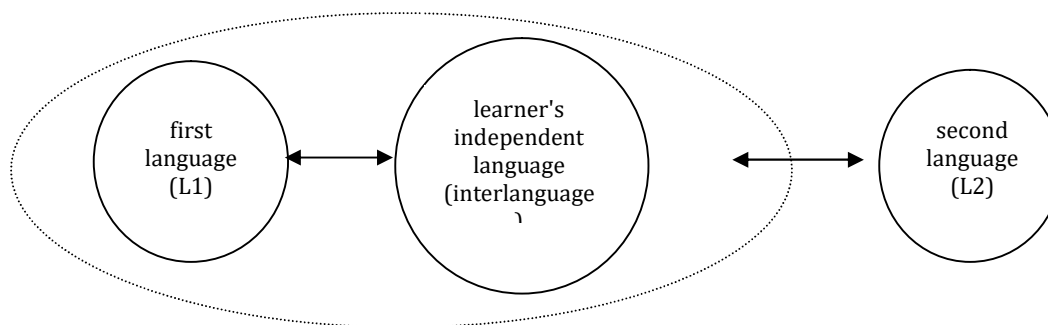 first
language
(L1)
learner's
independent
language
(interlanguage
)
second
language
(L2)